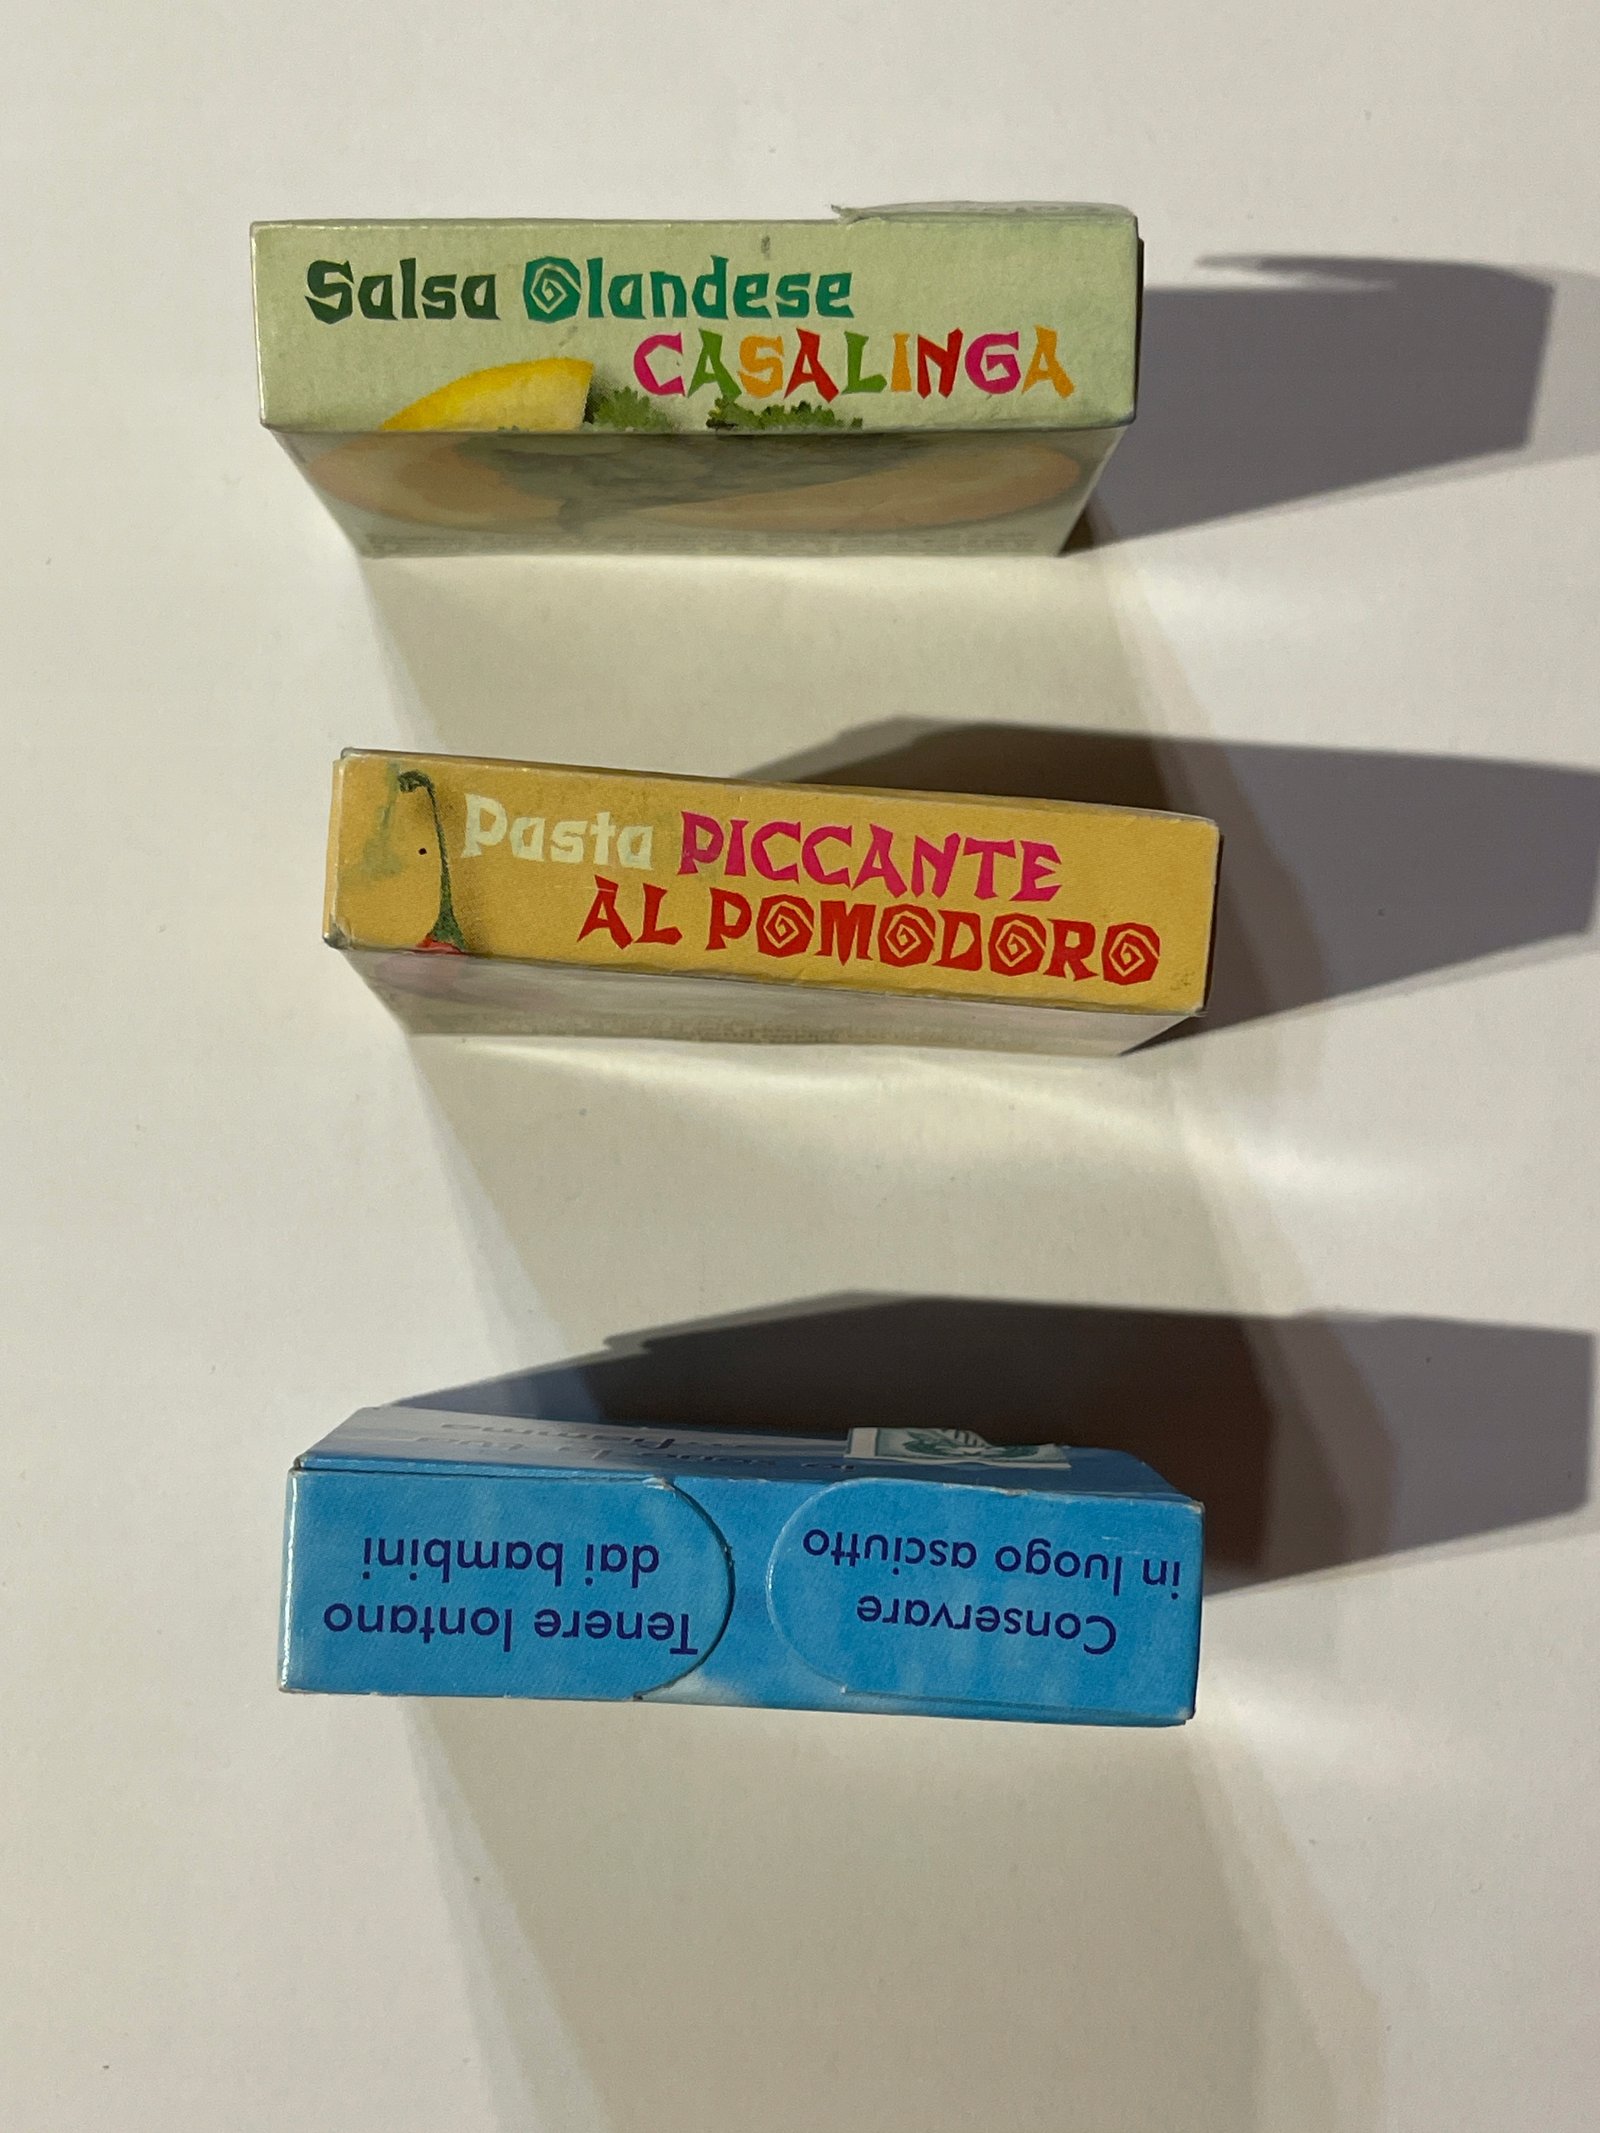 Salsa Olandese
CASALINGA
Pasta PICCANTE
AL POMODORO
Tenere lontano
dai bambini
Conservare
in luogo asciutto